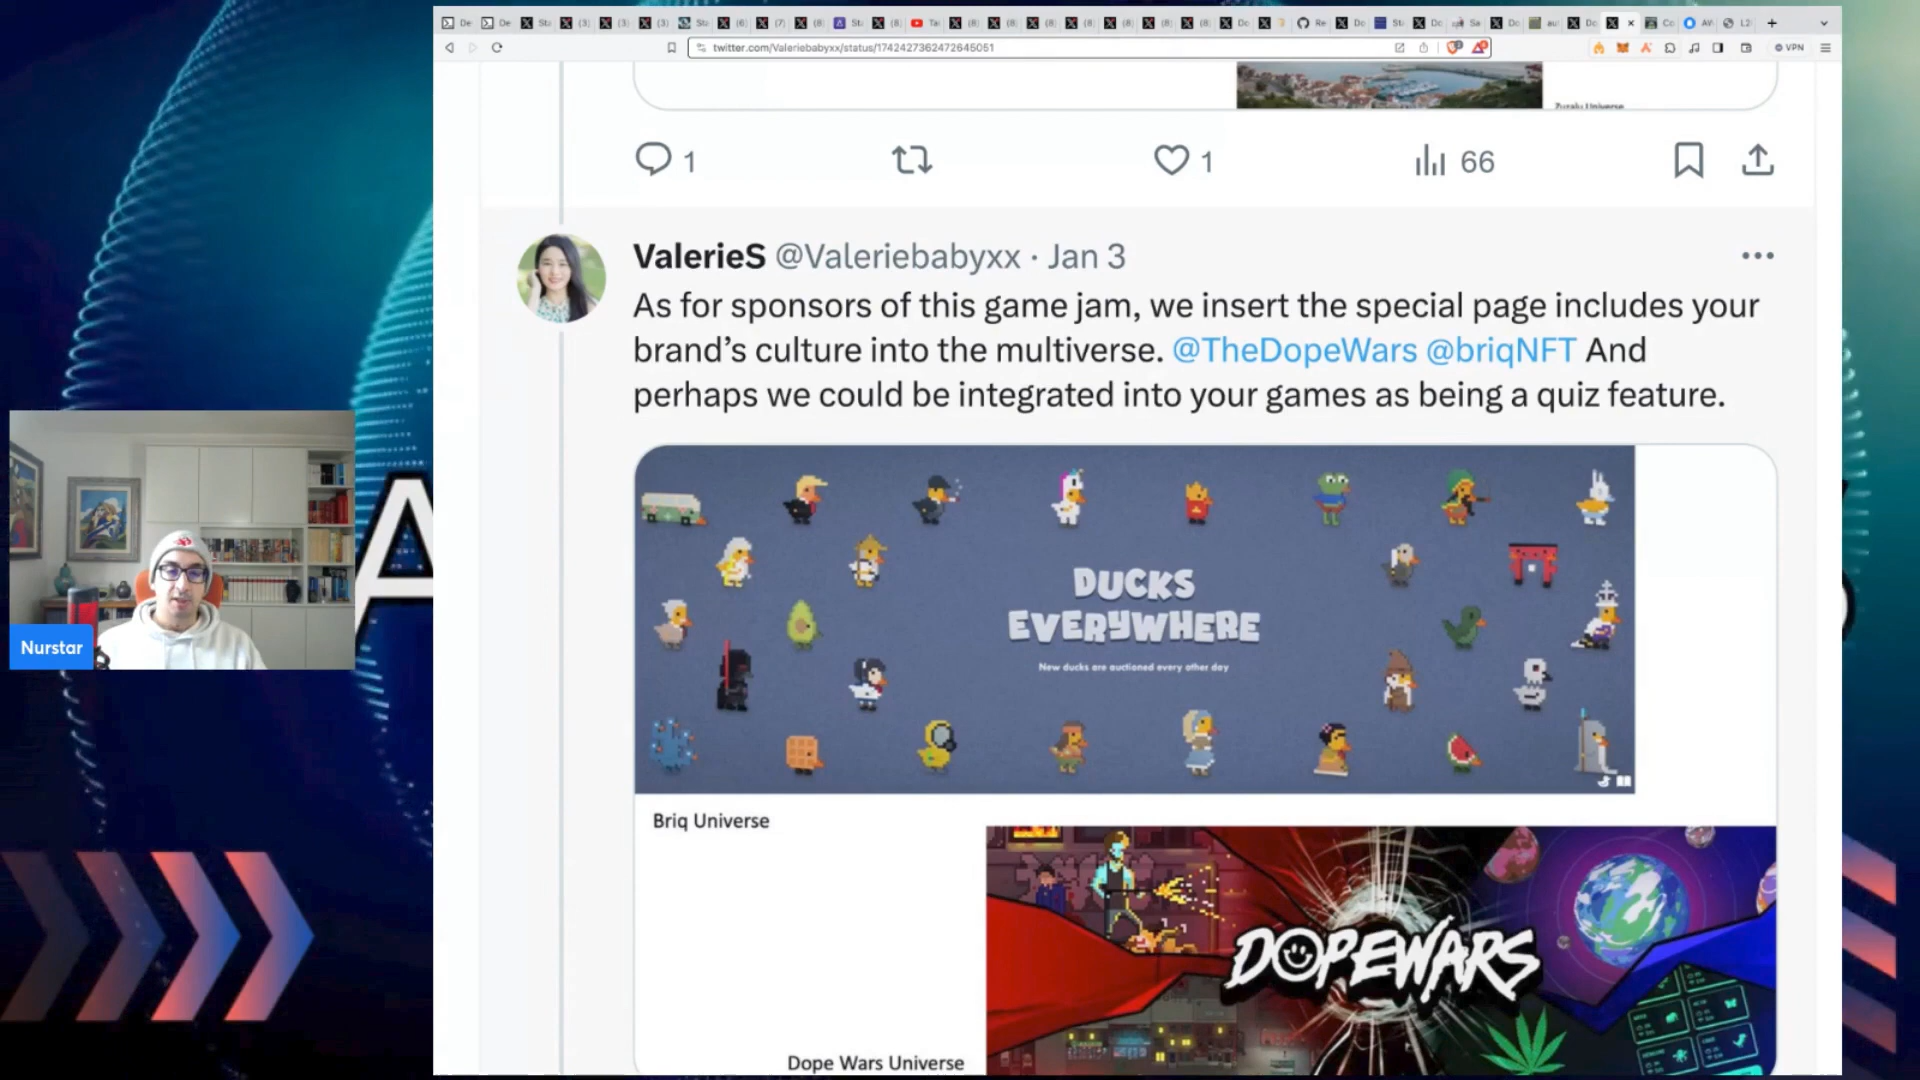 twitter.com/Valeriebabyxx/status/1742427362472645051
VPN
1
1
66
ValerieS @Valeriebabyxx · Jan 3
As for sponsors of this game jam, we insert the special page includes your
brand’s culture into the multiverse. @TheDopeWars @briqNFT And
perhaps we could be integrated into your games as being a quiz feature.
DUCKS
EVERYWHERE
New ducks are auctioned every other day
Briq Universe
DOPEWARS
Dope Wars Universe
Nurstar
A